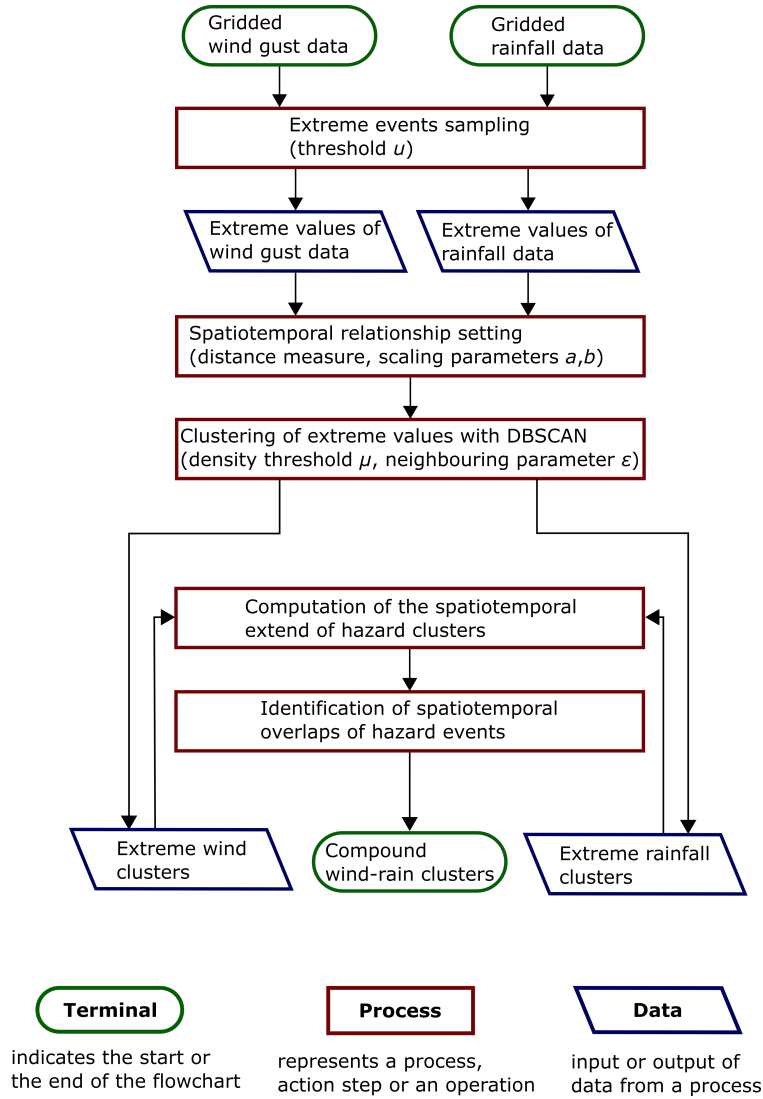 Gridded
wind gust data
Gridded
rainfall data
Extreme events sampling
(threshold u)
Extreme values of
wind gust data
Extreme values of
rainfall data
Spatiotemporal relationship setting
(distance measure, scaling parameters a,b)
Clustering of extreme values with DBSCAN
(density threshold μ, neighbouring parameter ε)
Computation of the spatiotemporal
extend of hazard clusters
Identification of spatiotemporal
overlaps of hazard events
Extreme wind
clusters
Compound
wind-rain clusters
Extreme rainfall
clusters
Terminal
indicates the start or
the end of the flowchart
Process
represents a process,
action step or an operation
Data
input or output of
data from a process